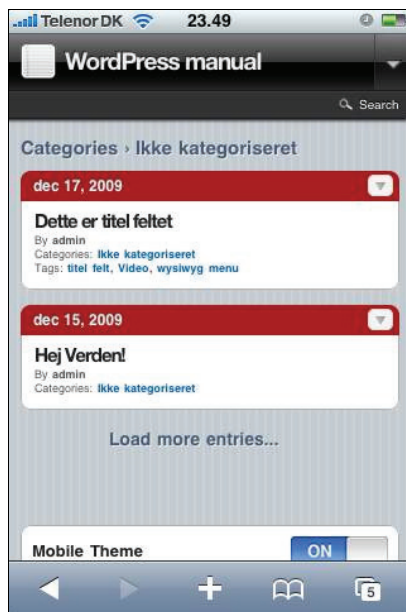 Telenor DK 23.49
WordPress manual
Search
Categories › Ikke kategoriseret
dec 17, 2009
Dette er titel feltet
By admin
Categories: Ikke kategoriseret
Tags: titel felt, Video, wysiwyg menu
dec 15, 2009
Hej Verden!
By admin
Categories: Ikke kategoriseret
Load more entries...
Mobile Theme ON
5